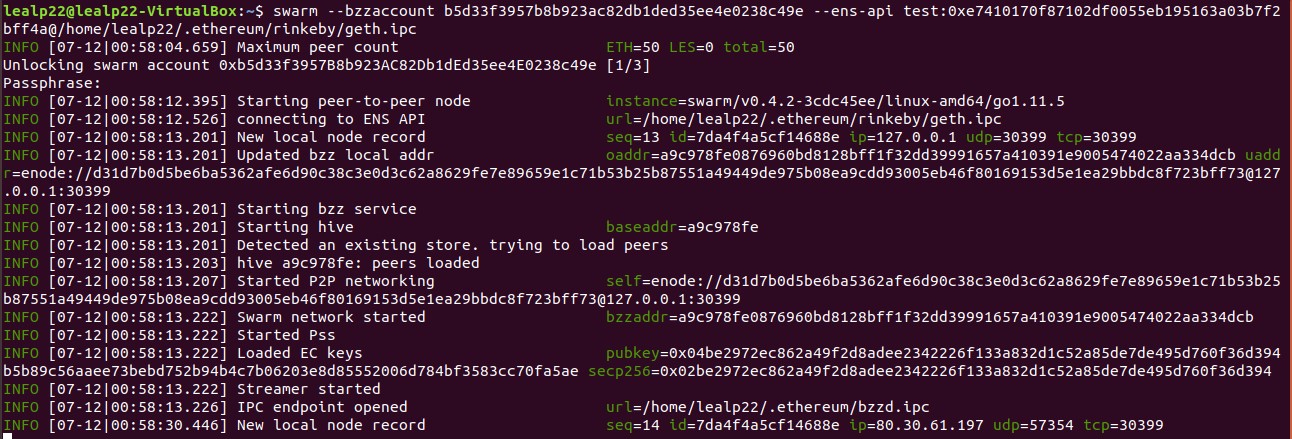 lealp22@lealp22-VirtualBox:~$ swarm --bzzaccount b5d33f3957b8b923ac82db1ded35ee4e0238c49e --ens-api test:0xe7410170f87102df0055eb195163a03b7f2
bff4a@/home/lealp22/.ethereum/rinkeby/geth.ipc
INFO [07-12|00:58:04.659] Maximum peer count                       ETH=50 LES=0 total=50
Unlocking swarm account 0xb5d33f3957B8b923AC82Db1dEd35ee4E0238c49e [1/3]
Passphrase:
INFO [07-12|00:58:12.395] Starting peer-to-peer node               instance=swarm/v0.4.2-3cdc45ee/linux-amd64/go1.11.5
INFO [07-12|00:58:12.526] connecting to ENS API                    url=/home/lealp22/.ethereum/rinkeby/geth.ipc
INFO [07-12|00:58:13.201] New local node record                    seq=13 id=7da4f4a5cf14688e ip=127.0.0.1 udp=30399 tcp=30399
INFO [07-12|00:58:13.201] Updated bzz local addr                   oaddr=a9c978fe0876960bd8128bff1f32dd39991657a410391e9005474022aa334dcb uadd
r=enode://d31d7b0d5be6ba5362afe6d90c38c3e0d3c62a8629fe7e89659e1c71b53b25b87551a49449de975b08ea9cdd93005eb46f80169153d5e1ea29bbdc8f723bff73@127
.0.0.1:30399
INFO [07-12|00:58:13.201] Starting bzz service
INFO [07-12|00:58:13.201] Starting hive                            baseaddr=a9c978fe
INFO [07-12|00:58:13.201] Detected an existing store. trying to load peers
INFO [07-12|00:58:13.203] hive a9c978fe: peers loaded
INFO [07-12|00:58:13.207] Started P2P networking                   self=enode://d31d7b0d5be6ba5362afe6d90c38c3e0d3c62a8629fe7e89659e1c71b53b25
b87551a49449de975b08ea9cdd93005eb46f80169153d5e1ea29bbdc8f723bff73@127.0.0.1:30399
INFO [07-12|00:58:13.222] Swarm network started                    bzzaddr=a9c978fe0876960bd8128bff1f32dd39991657a410391e9005474022aa334dcb
INFO [07-12|00:58:13.222] Started Pss
INFO [07-12|00:58:13.222] Loaded EC keys                           pubkey=0x04be2972ec862a49f2d8adee2342226f133a832d1c52a85de7de495d760f36d394
b5b89c56aaee73bebd752b94b4c7b06203e8d85552006d784bf3583cc70fa5ae secp256=0x02be2972ec862a49f2d8adee2342226f133a832d1c52a85de7de495d760f36d394
INFO [07-12|00:58:13.222] Streamer started
INFO [07-12|00:58:13.226] IPC endpoint opened                      url=/home/lealp22/.ethereum/bzzd.ipc
INFO [07-12|00:58:30.446] New local node record                    seq=14 id=7da4f4a5cf14688e ip=80.30.61.197 udp=57354 tcp=30399